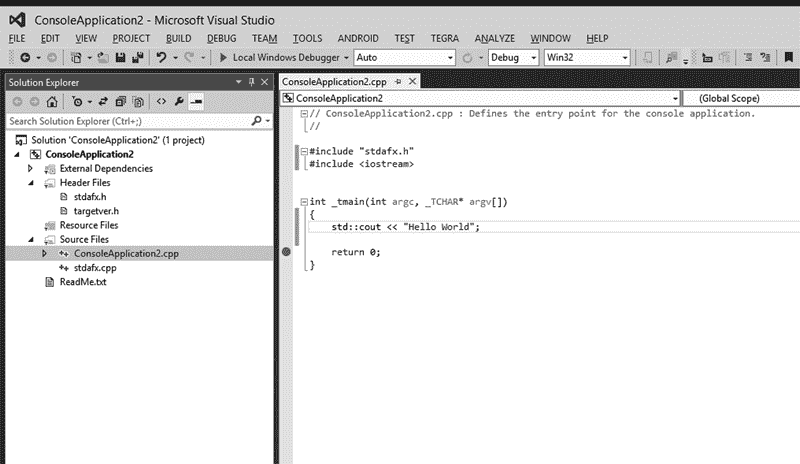 ConsoleApplication2 - Microsoft Visual Studio
FILE EDIT VIEW PROJECT BUILD DEBUG TEAM TOOLS ANDROID TEST TEGRA ANALYZE WINDOW HELP
Local Windows Debugger Auto Debug Win32
Solution Explorer
Search Solution Explorer (Ctrl+;)
Solution 'ConsoleApplication2' (1 project)
ConsoleApplication2
External Dependencies
Header Files
stdafx.h
targetver.h
Resource Files
Source Files
ConsoleApplication2.cpp
stdafx.cpp
ReadMe.txt
ConsoleApplication2.cpp
ConsoleApplication2 (Global Scope)
// ConsoleApplication2.cpp : Defines the entry point for the console application.
//
#include "stdafx.h"
#include <iostream>
int _tmain(int argc, _TCHAR* argv[])
{
std::cout << "Hello World";
return 0;
}